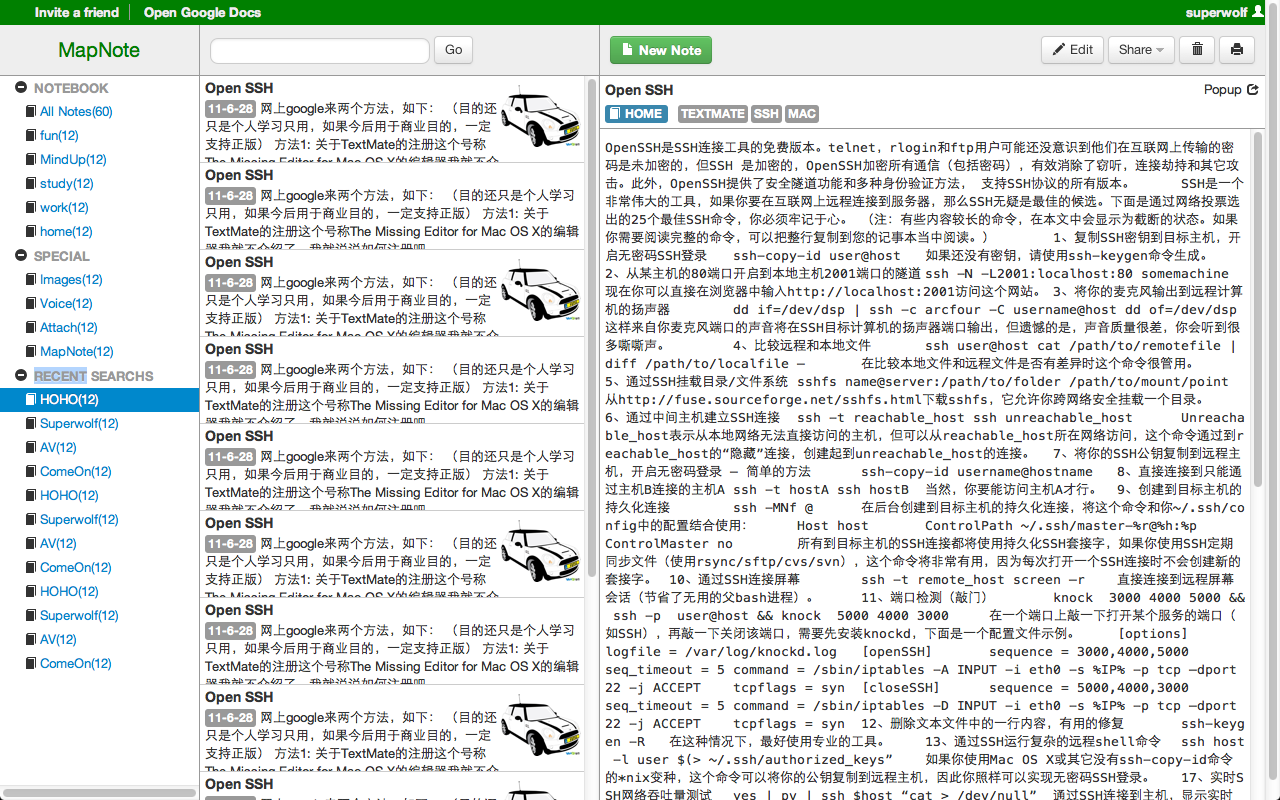 Invite a friend
Open Google Docs
superwolf
MapNote
Go
New Note
Edit
Share
NOTEBOOK
All Notes(60)
fun(12)
MindUp(12)
study(12)
work(12)
home(12)
SPECIAL
Images(12)
Voice(12)
Attach(12)
MapNote(12)
RECENT SEARCHS
HOHO(12)
Superwolf(12)
AV(12)
ComeOn(12)
HOHO(12)
Superwolf(12)
AV(12)
ComeOn(12)
HOHO(12)
Superwolf(12)
AV(12)
ComeOn(12)
Open SSH
11-6-28 网上google来两个方法，如下： （目的还
只是个人学习只用，如果今后用于商业目的，一定
支持正版） 方法1: 关于TextMate的注册这个号称
The Missing Editor for Mac OS X的编辑器我就不会
Open SSH
11-6-28 网上google来两个方法，如下： （目的还只是个人学习
只用，如果今后用于商业目的，一定支持正版） 方法1: 关于
TextMate的注册这个号称The Missing Editor for Mac OS X的编辑
器我就不介绍了，我就说说如何注册吧
Open SSH
11-6-28 网上google来两个方法，如下： （目的还
只是个人学习只用，如果今后用于商业目的，一定
支持正版） 方法1: 关于TextMate的注册这个号称
The Missing Editor for Mac OS X的编辑器我就不会
Open SSH
11-6-28 网上google来两个方法，如下： （目的还只是个人学习
只用，如果今后用于商业目的，一定支持正版） 方法1: 关于
TextMate的注册这个号称The Missing Editor for Mac OS X的编辑
Open SSH
11-6-28 网上google来两个方法，如下： （目的还只是个人学习
只用，如果今后用于商业目的，一定支持正版） 方法1: 关于
TextMate的注册这个号称The Missing Editor for Mac OS X的编辑
Open SSH
11-6-28 网上google来两个方法，如下： （目的还
只是个人学习只用，如果今后用于商业目的，一定
支持正版） 方法1: 关于TextMate的注册这个号称
The Missing Editor for Mac OS X的编辑器我就不会
Open SSH
11-6-28 网上google来两个方法，如下： （目的还只是个人学习
只用，如果今后用于商业目的，一定支持正版） 方法1: 关于
TextMate的注册这个号称The Missing Editor for Mac OS X的编辑
器我就不介绍了，我就说说如何注册吧
Open SSH
11-6-28 网上google来两个方法，如下： （目的还
只是个人学习只用，如果今后用于商业目的，一定
支持正版） 方法1: 关于TextMate的注册这个号称
The Missing Editor for Mac OS X的编辑器我就不会
Open SSH
Open SSH
Popup
HOME TEXTMATE SSH MAC
OpenSSH是SSH连接工具的免费版本。telnet，rlogin和ftp用户可能还没意识到他们在互联网上传输的密
码是未加密的，但SSH 是加密的，OpenSSH加密所有通信（包括密码），有效消除了窃听，连接劫持和其它攻
击。此外，OpenSSH提供了安全隧道功能和多种身份验证方法， 支持SSH协议的所有版本。 SSH是一个
非常伟大的工具，如果你要在互联网上远程连接到服务器，那么SSH无疑是最佳的候选。下面是通过网络投票选
出的25个最佳SSH命令，你必须牢记于心。 （注：有些内容较长的命令，在本文中会显示为截断的状态。如果
你需要阅读完整的命令，可以把整行复制到您的记事本当中阅读。） 1、复制SSH密钥到目标主机，开
启无密码SSH登录 ssh-copy-id user@host 如果还没有密钥，请使用ssh-keygen命令生成。
2、从某主机的80端口开启到本地主机2001端口的隧道 ssh –N –L2001:localhost:80 somemachine
现在你可以直接在浏览器中输入http://localhost:2001访问这个网站。 3、将你的麦克风输出到远程计算
机的扬声器 dd if=/dev/dsp | ssh –c arcfour –C username@host dd of=/dev/dsp
这样来自你麦克风端口的声音将在SSH目标计算机的扬声器端口输出，但遗憾的是，声音质量很差，你会听到很
多嘶嘶声。 4、比较远程和本地文件 ssh user@host cat /path/to/remotefile |
diff /path/to/localfile – 在比较本地文件和远程文件是否有差异时这个命令很管用。
5、通过SSH挂载目录/文件系统 sshfs name@server:/path/to/folder /path/to/mount/point
从http://fuse.sourceforge.net/sshfs.html下载sshfs，它允许你跨网络安全挂载一个目录。
6、通过中间主机建立SSH连接 ssh –t reachable_host ssh unreachable_host Unreacha
ble_host表示从本地网络无法直接访问的主机，但可以从reachable_host所在网络访问，这个命令通过到r
eachable_host的“隐藏”连接，创建起到unreachable_host的连接。 7、将你的SSH公钥复制到远程主
机，开启无密码登录 – 简单的方法 ssh-copy-id username@hostname 8、直接连接到只能通
过主机B连接的主机A ssh –t hostA ssh hostB 当然，你要能访问主机A才行。 9、创建到目标主机的
持久化连接 ssh –MNf @ 在后台创建到目标主机的持久化连接，将这个命令和你~/.ssh/co
nfig中的配置结合使用： Host host ControlPath ~/.ssh/master–%r@%h:%p
ControlMaster no 所有到目标主机的SSH连接都将使用持久化SSH套接字，如果你使用SSH定期
同步文件（使用rsync/sftp/cvs/svn），这个命令将非常有用，因为每次打开一个SSH连接时不会创建新的
套接字。 10、通过SSH连接屏幕 ssh –t remote_host screen –r 直接连接到远程屏幕
会话（节省了无用的父bash进程）。 11、端口检测（敲门） knock 3000 4000 5000 &&
ssh –p user@host && knock 5000 4000 3000 在一个端口上敲一下打开某个服务的端口（
如SSH），再敲一下关闭该端口，需要先安装knockd，下面是一个配置文件示例。 [options]
logfile = /var/log/knockd.log [openSSH] sequence = 3000,4000,5000
seq_timeout = 5 command = /sbin/iptables –A INPUT –i eth0 –s %IP% –p tcp –dport
22 –j ACCEPT tcpflags = syn [closeSSH] sequence = 5000,4000,3000
seq_timeout = 5 command = /sbin/iptables –D INPUT –i eth0 –s %IP% –p tcp –dport
22 –j ACCEPT tcpflags = syn 12、删除文本文件中的一行内容，有用的修复 ssh-keyg
en –R 在这种情况下，最好使用专业的工具。 13、通过SSH运行复杂的远程shell命令 ssh host
–l user $(> ~/.ssh/authorized_keys” 如果你使用Mac OS X或其它没有ssh-copy-id命令
的*nix变种，这个命令可以将你的公钥复制到远程主机，因此你照样可以实现无密码SSH登录。 17、实时S
SH网络吞吐量测试 yes | pv | ssh $host “cat > /dev/null” 通过SSH连接到主机，显示实时